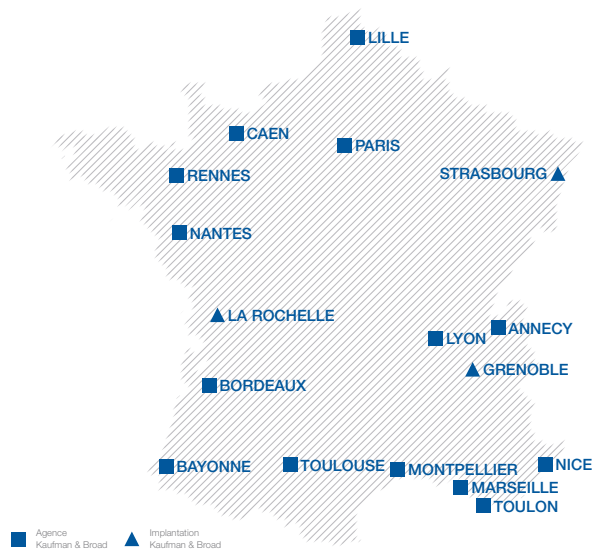 LILLE
CAEN
PARIS
RENNES
STRASBOURG
NANTES
LA ROCHELLE
ANNECY
LYON
GRENOBLE
BORDEAUX
BAYONNE
TOULOUSE
MONTPELLIER
NICE
MARSEILLE
TOULON
Agence
Kaufman & Broad
Implantation
Kaufman & Broad